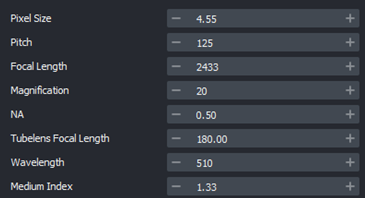 Pixel Size − 4.55 +
Pitch − 125 +
Focal Length − 2433 +
Magnification − 20 +
NA − 0.50 +
Tubelens Focal Length − 180.00 +
Wavelength − 510 +
Medium Index − 1.33 +